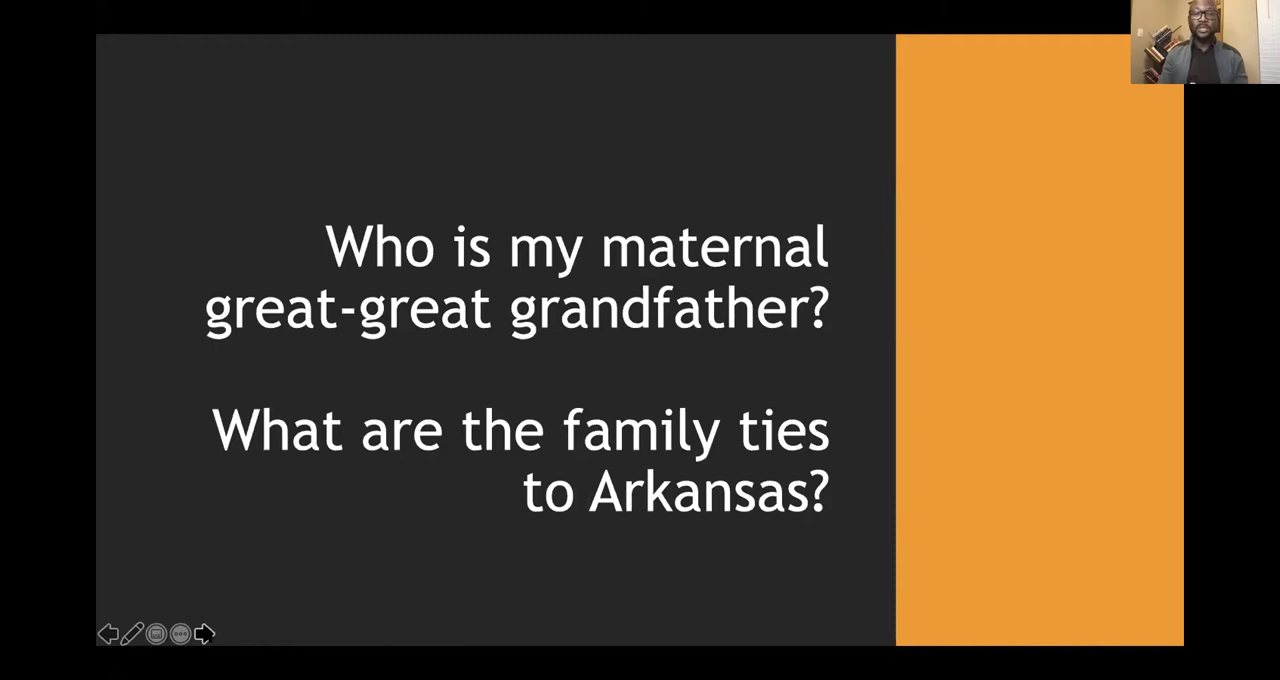 Who is my maternal
great-great grandfather?
What are the family ties
to Arkansas?